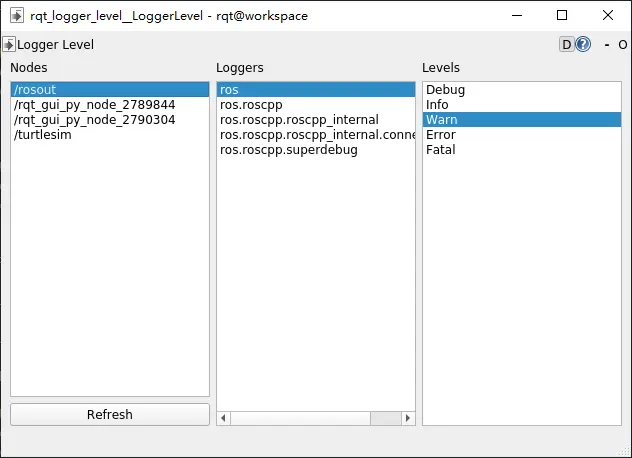 rqt_logger_level__LoggerLevel - rqt@workspace
Logger Level
D ? - O
Nodes
Loggers
Levels
/rosout
/rqt_gui_py_node_2789844
/rqt_gui_py_node_2790304
/turtlesim
ros
ros.roscpp
ros.roscpp.roscpp_internal
ros.roscpp.roscpp_internal.conne
ros.roscpp.superdebug
Debug
Info
Warn
Error
Fatal
Refresh